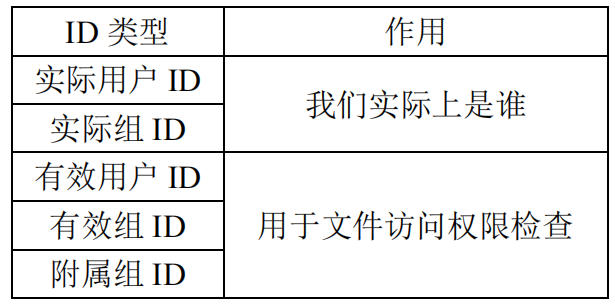 ID 类型
作用
实际用户 ID
实际组 ID
我们实际上是谁
有效用户 ID
有效组 ID
附属组 ID
用于文件访问权限检查